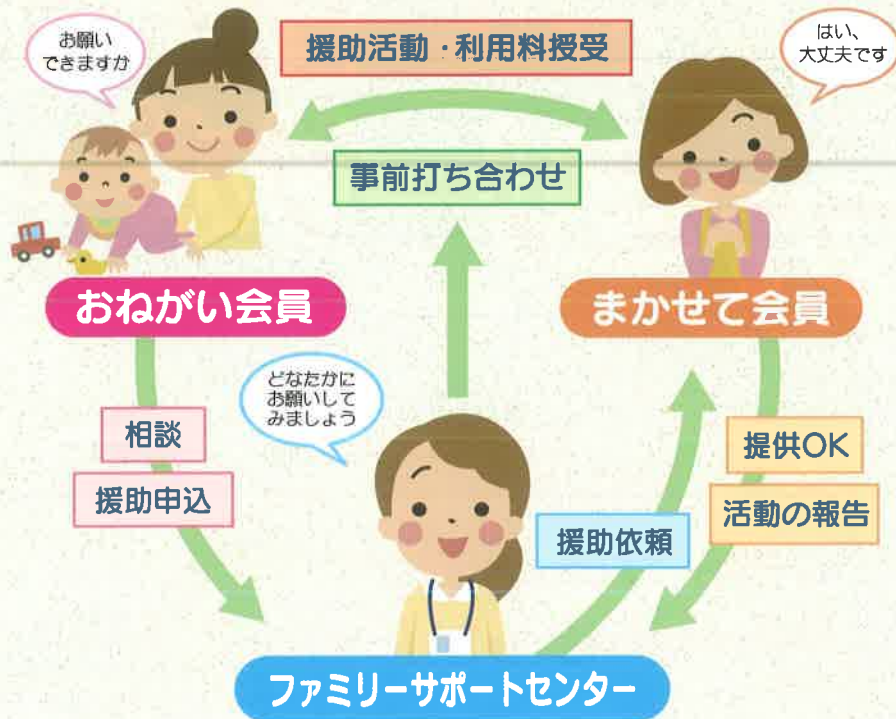 お願い
できますか
援助活動・利用料授受
はい、
大丈夫です
事前打ち合わせ
おねがい会員
まかせて会員
どなたかに
お願いして
みましょう
相談
援助申込
提供OK
活動の報告
援助依頼
ファミリーサポートセンター